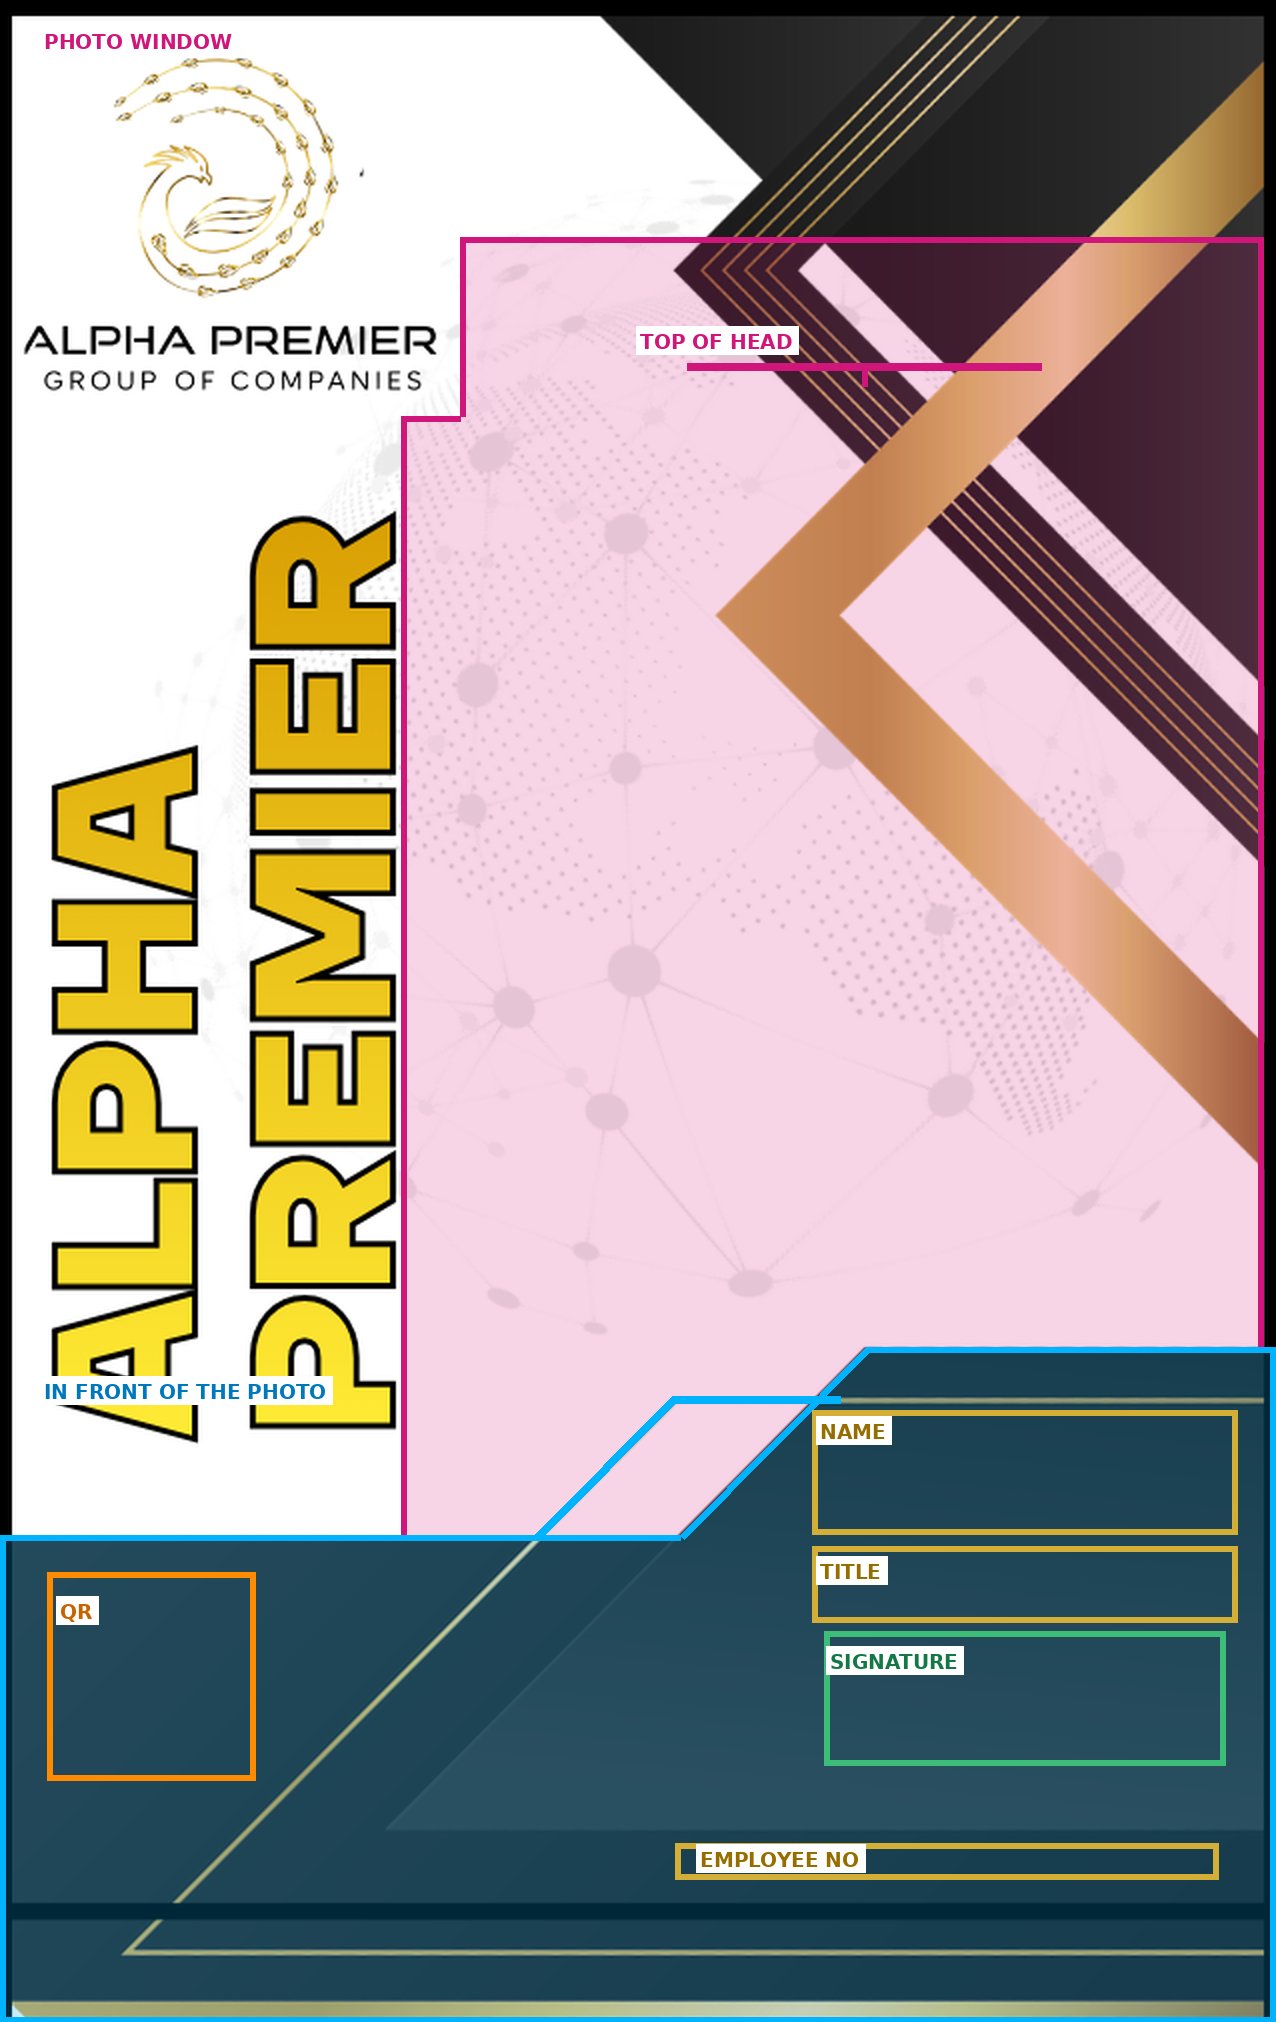 PHOTO WINDOW
ALPHA PREMIER
GROUP OF COMPANIES
TOP OF HEAD
ALPHA
PREMIER
IN FRONT OF THE PHOTO
NAME
TITLE
QR
SIGNATURE
EMPLOYEE NO